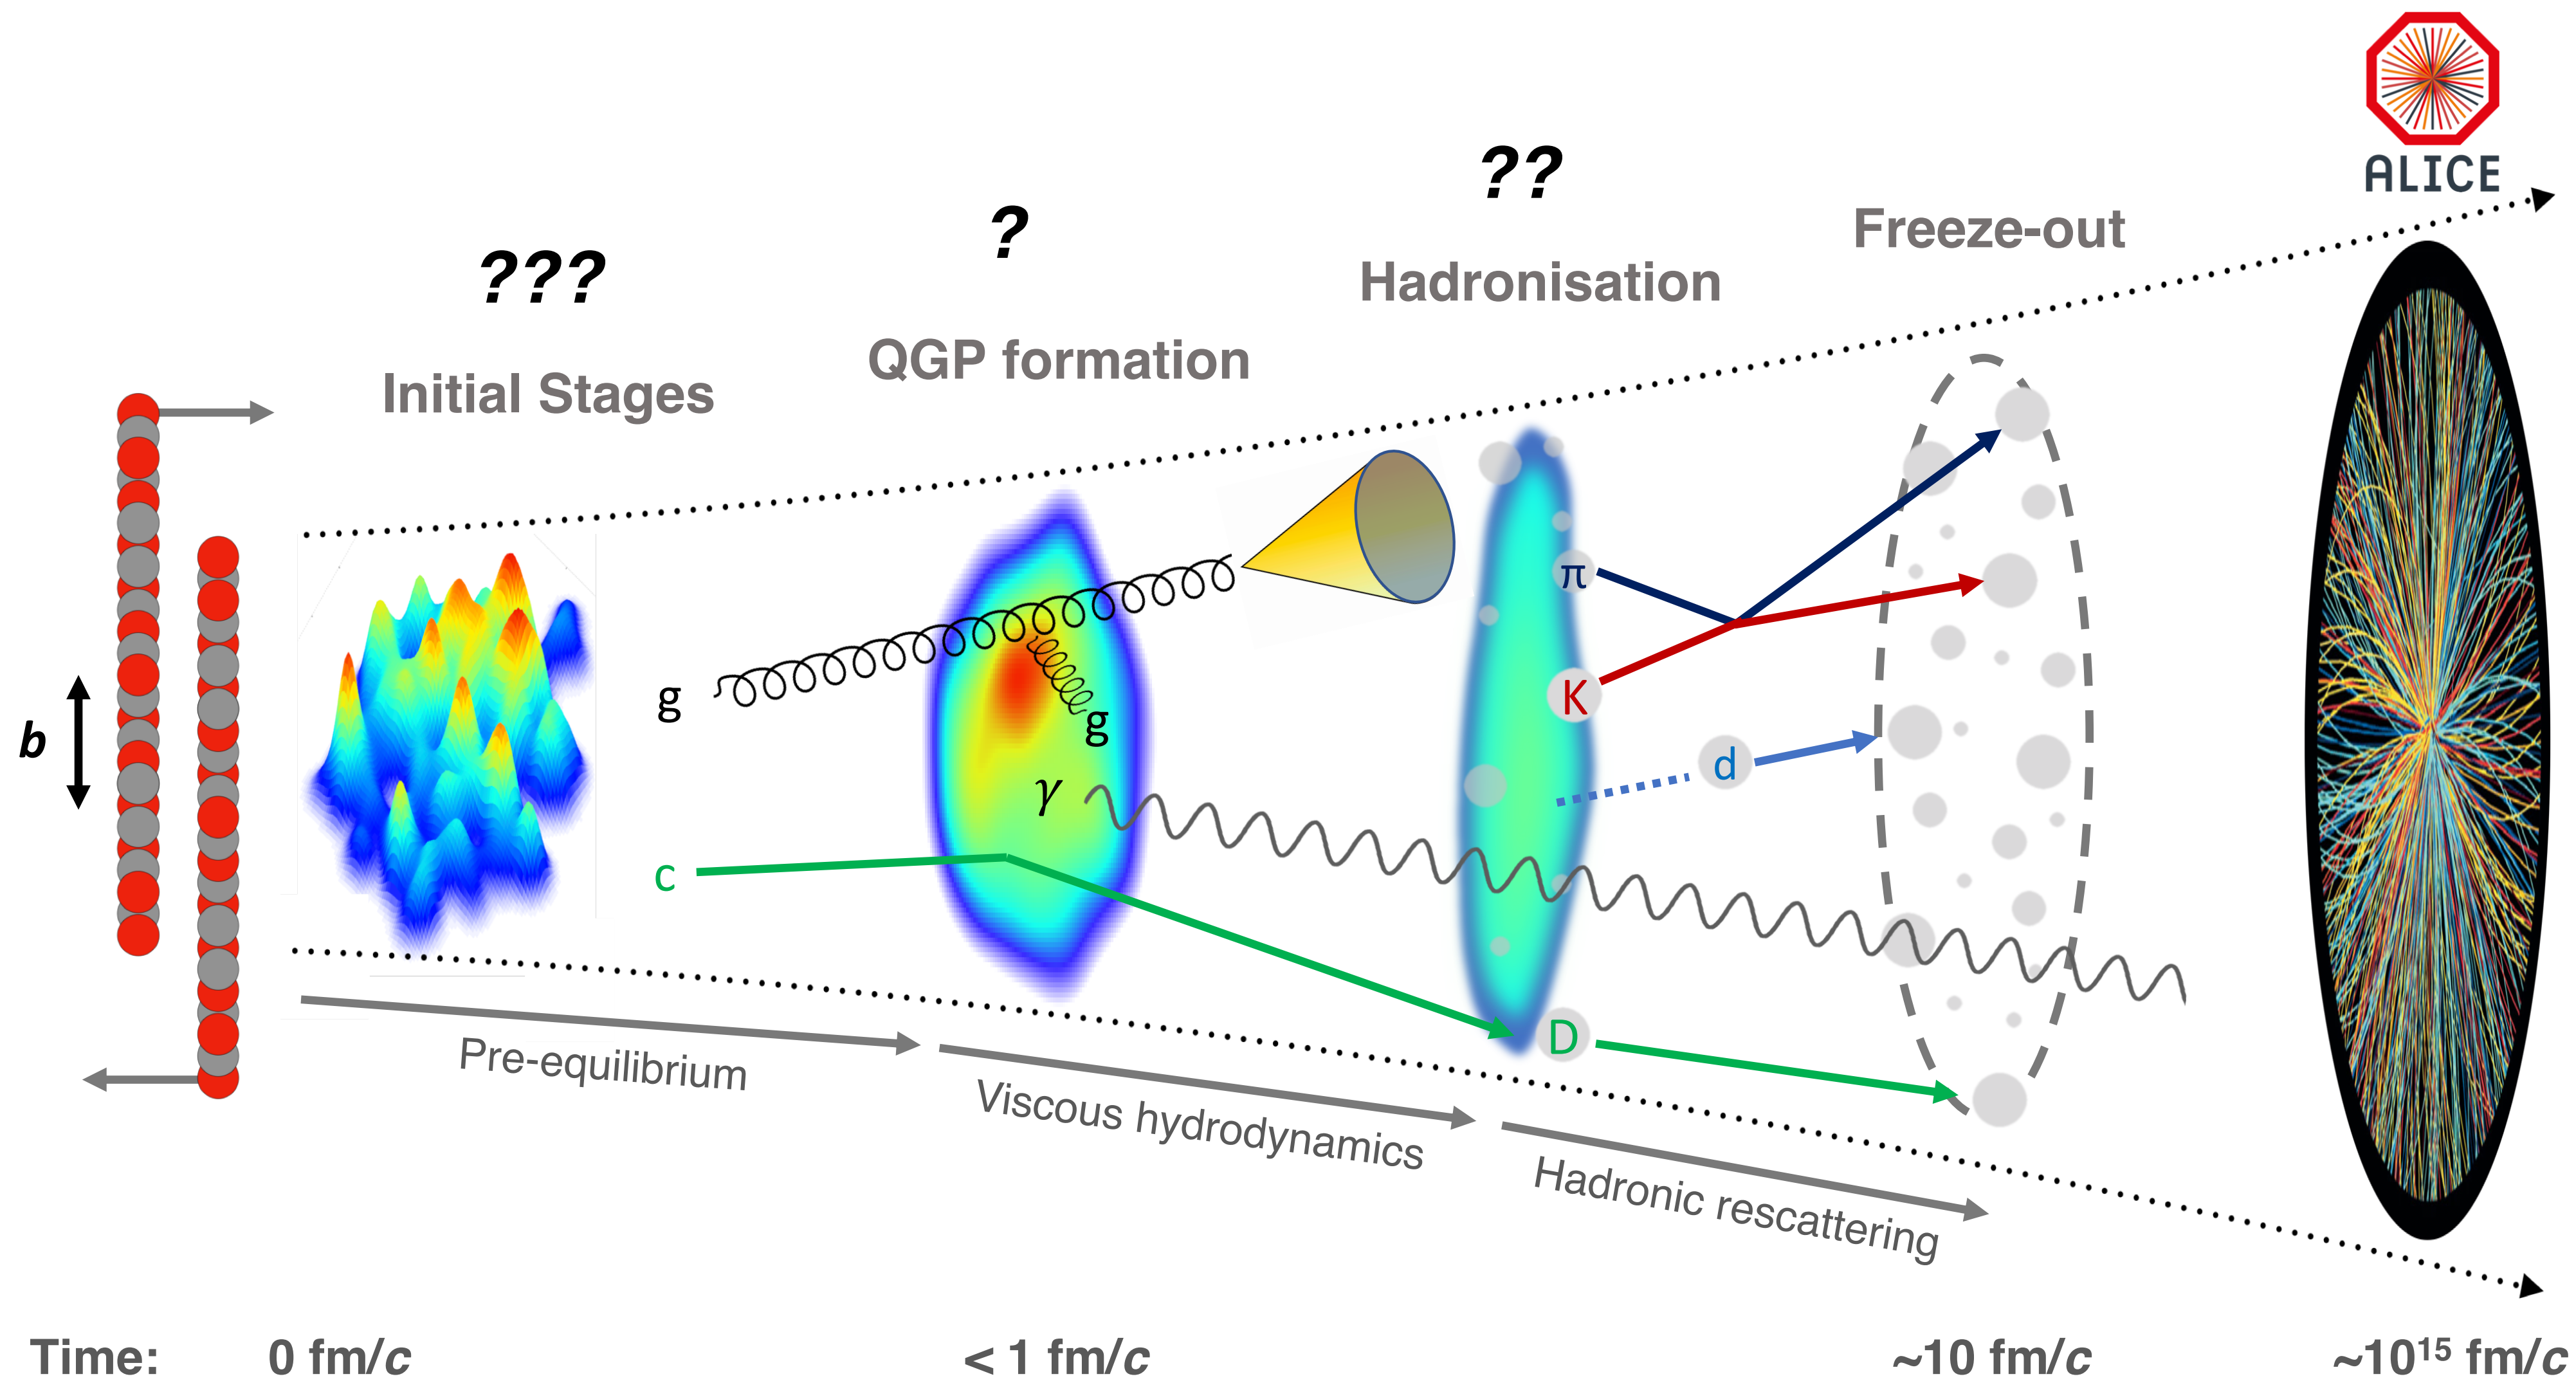 ALICE
???
?
??
Initial Stages
QGP formation
Hadronisation
Freeze-out
b
g
g
γ
c
π
K
d
D
Pre-equilibrium
Viscous hydrodynamics
Hadronic rescattering
Time:
0 fm/c
< 1 fm/c
~10 fm/c
~10¹⁵ fm/c